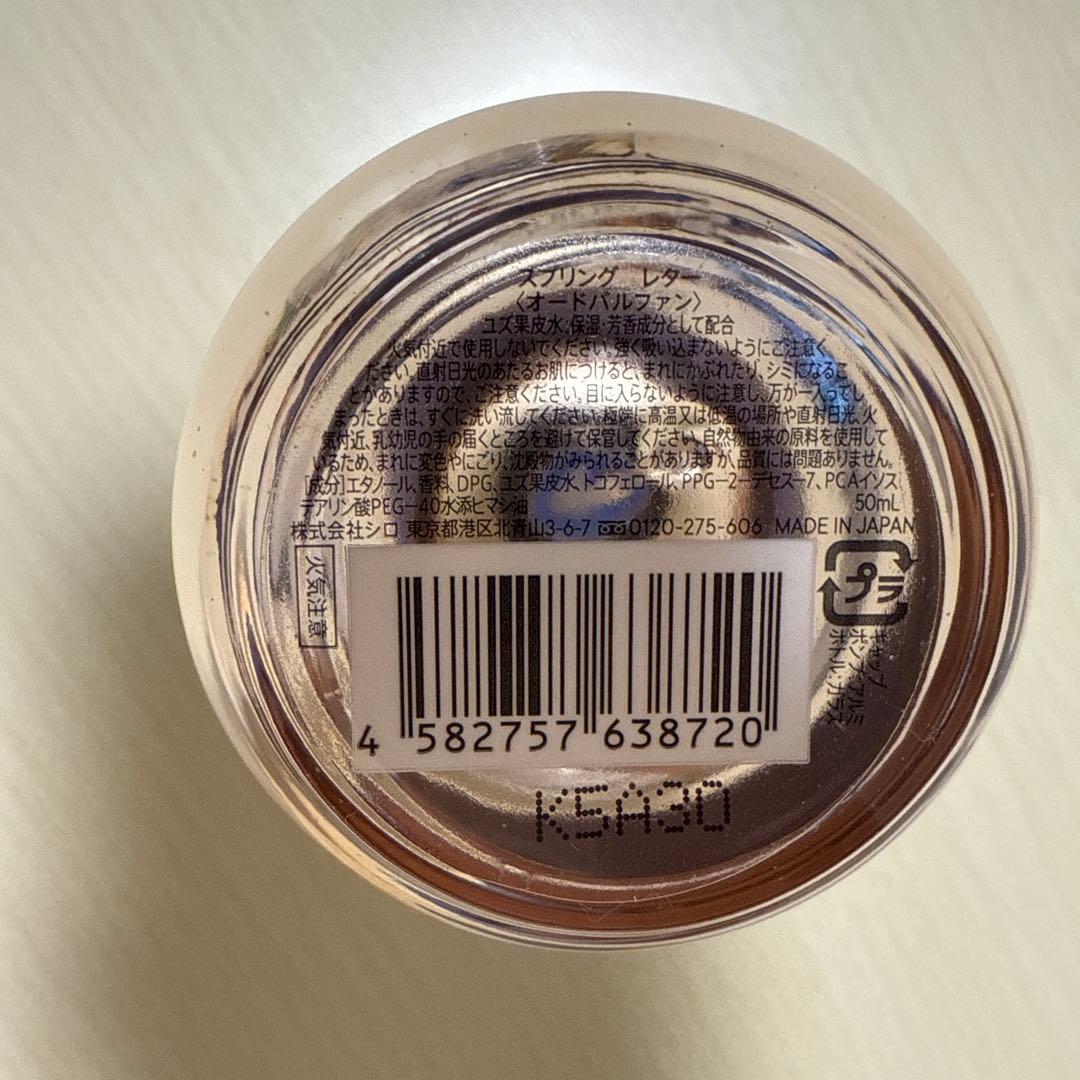 スプリング レター
〈オードパルファン〉
ユズ果皮水:保湿・芳香成分として配合
火気付近で使用しないでください。強く吸い込まないようにご注意く
ださい。直射日光のあたるお肌につけると、まれにかぶれたり、シミになるこ
とがありますので、ご注意ください。目に入らないように注意し、万が一入ってし
まったときは、すぐに洗い流してください。極端に高温又は低温の場所や直射日光、火
気付近、乳幼児の手の届くところを避けて保管してください。自然物由来の原料を使用して
いるため、まれに変色やにごり、沈殿物がみられることがありますが、品質には問題ありません。
[成分]エタノール、香料、DPG、ユズ果皮水、トコフェロール、PPG-2-デセス-7、PCAイソス
テアリン酸PEG-40水添ヒマシ油 50mL
株式会社シロ 東京都港区北青山3-6-7 0120-275-606 MADE IN JAPAN
火気注意
プラ
キャップ
ポンプ:アルミ
ボトル:ガラス
4 582757 638720
K5A30